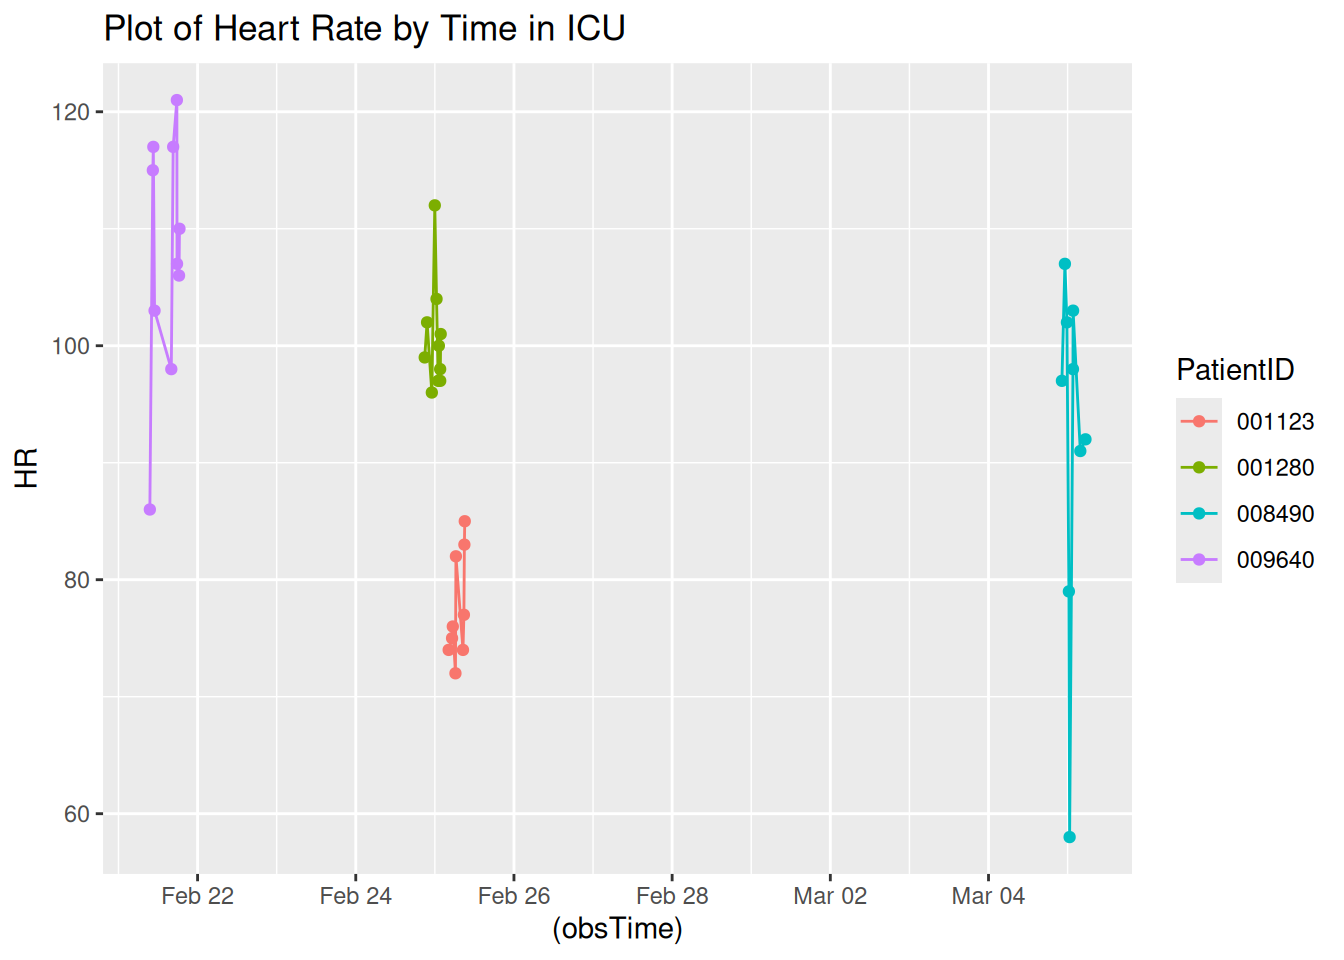 Plot of Heart Rate by Time in ICU
120
100
80
60
HR
Feb 22
Feb 24
Feb 26
Feb 28
Mar 02
Mar 04
(obsTime)
PatientID
001123
001280
008490
009640